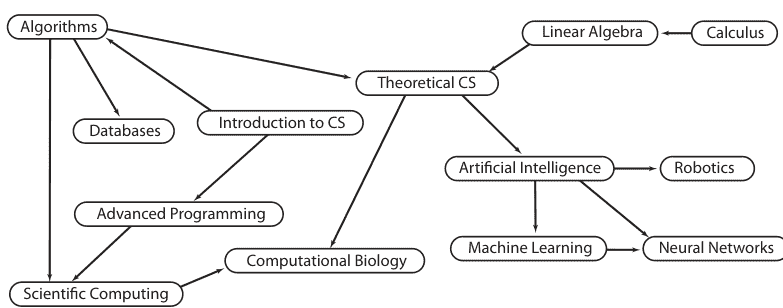 Algorithms
Linear Algebra
Calculus
Theoretical CS
Databases
Introduction to CS
Artificial Intelligence
Robotics
Advanced Programming
Machine Learning
Neural Networks
Computational Biology
Scientific Computing